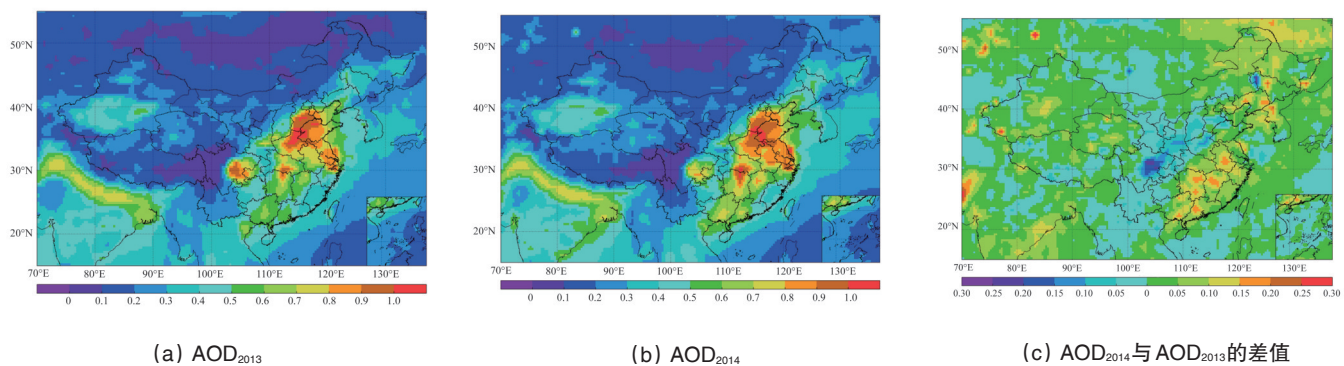 50°N
40°N
30°N
20°N
70°E 80°E 90°E 100°E 110°E 120°E 130°E
0 0.1 0.2 0.3 0.4 0.5 0.6 0.7 0.8 0.9 1.0
(a) AOD₂₀₁₃
50°N
40°N
30°N
20°N
70°E 80°E 90°E 100°E 110°E 120°E 130°E
0 0.1 0.2 0.3 0.4 0.5 0.6 0.7 0.8 0.9 1.0
(b) AOD₂₀₁₄
50°N
40°N
30°N
20°N
70°E 80°E 90°E 100°E 110°E 120°E 130°E
0.30 0.25 0.20 0.15 0.10 0.05 0 0.05 0.10 0.15 0.20 0.25 0.30
(c) AOD₂₀₁₄与AOD₂₀₁₃的差值